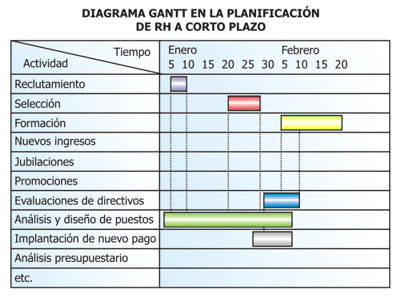 DIAGRAMA GANTT EN LA PLANIFICACIÓN
DE RH A CORTO PLAZO
Tiempo Enero Febrero
Actividad 5 10 15 20 25 30 5 10 15 20
Reclutamiento
Selección
Formación
Nuevos ingresos
Jubilaciones
Promociones
Evaluaciones de directivos
Análisis y diseño de puestos
Implantación de nuevo pago
Análisis presupuestario
etc.